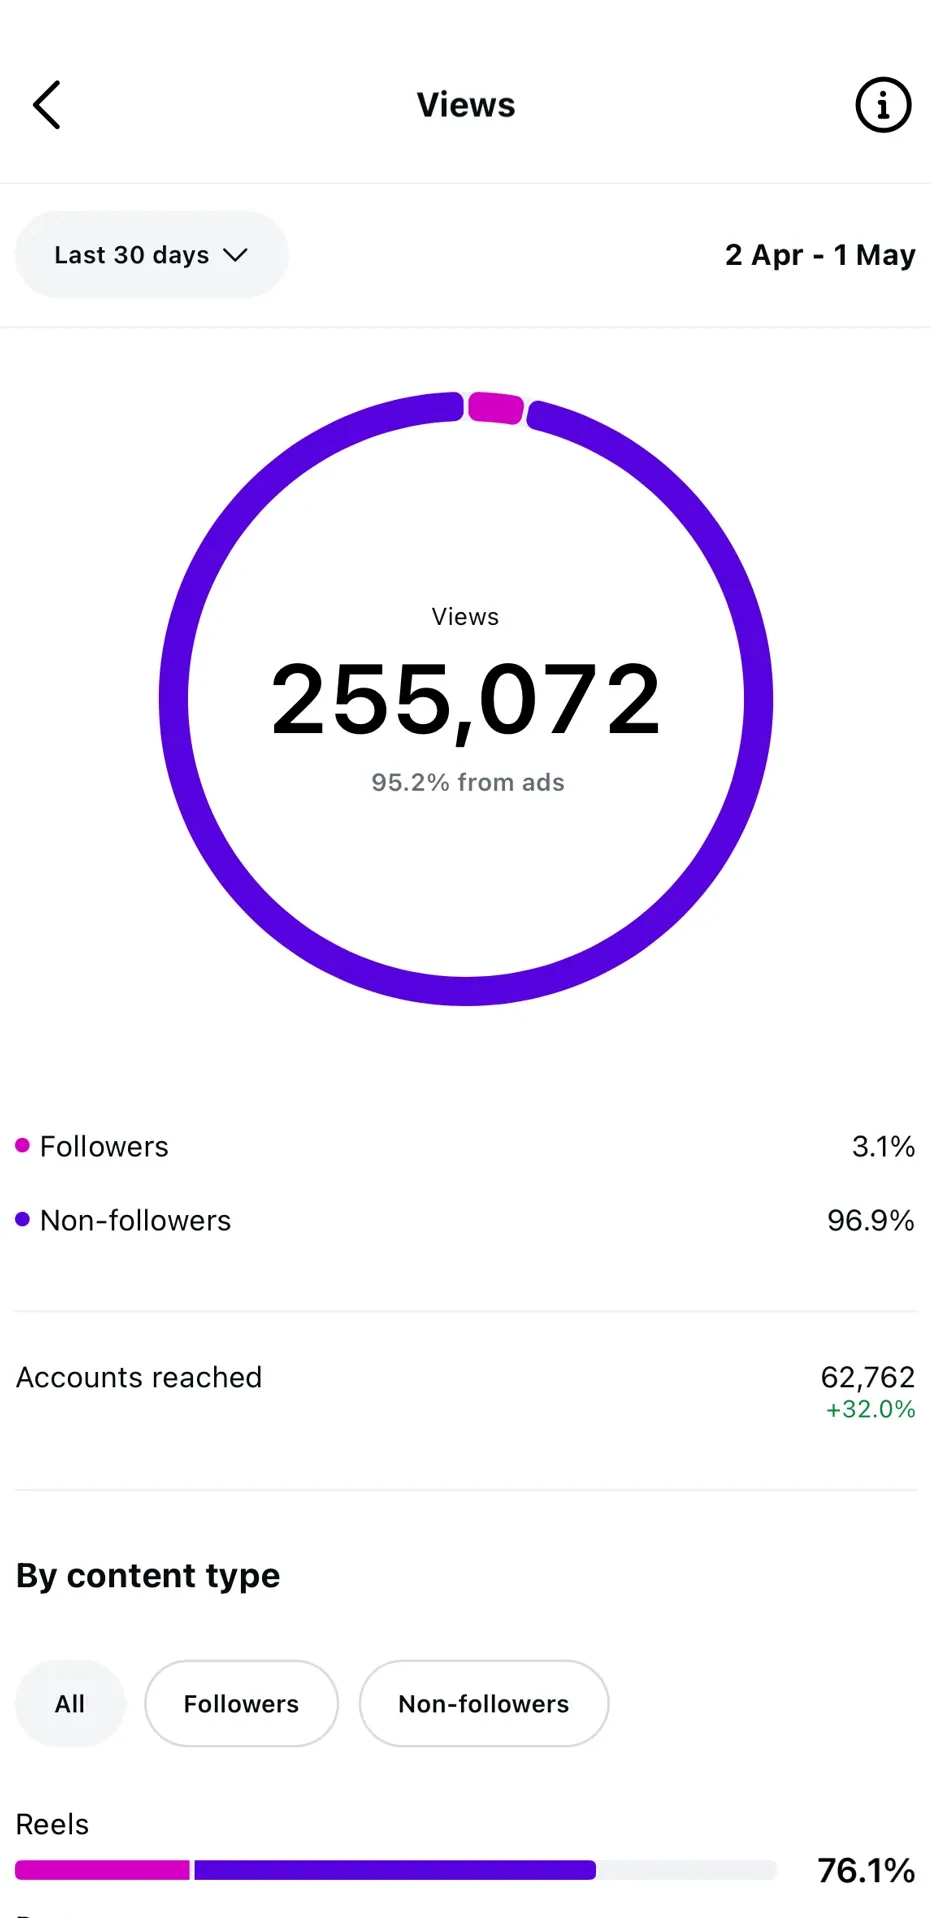 Views
Last 30 days
2 Apr - 1 May
Views
255,072
95.2% from ads
Followers 3.1%
Non-followers 96.9%
Accounts reached 62,762
+32.0%
By content type
All Followers Non-followers
Reels
76.1%